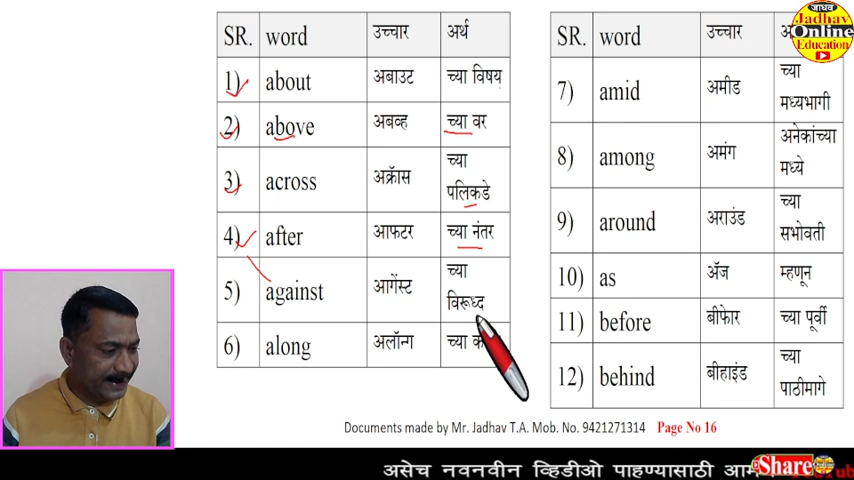 जाधव
Jadhav
Online
Education
SR. word उच्चार अर्थ
1) about अबाउट च्या विषय
2) above अबव्ह च्या वर
3) across अक्रॅास च्या
पलिकडे
4) after आफटर च्या नंतर
5) against आगेंस्ट च्या
विरूध्द
6) along अलॉन्ग च्या
SR. word उच्चार
7) amid अमीड च्या
मध्यभागी
8) among अमंग अनेकांच्या
मध्ये
9) around अराउंड च्या
सभोवती
10) as ॲज म्हणून
11) before बीफेार च्या पूर्वी
12) behind बीहाइंड च्या
पाठीमागे
Documents made by Mr. Jadhav T.A. Mob. No. 9421271314 Page No 16
असेच नवनवीन व्हिडीओ पाहण्यासाठी आम
Share